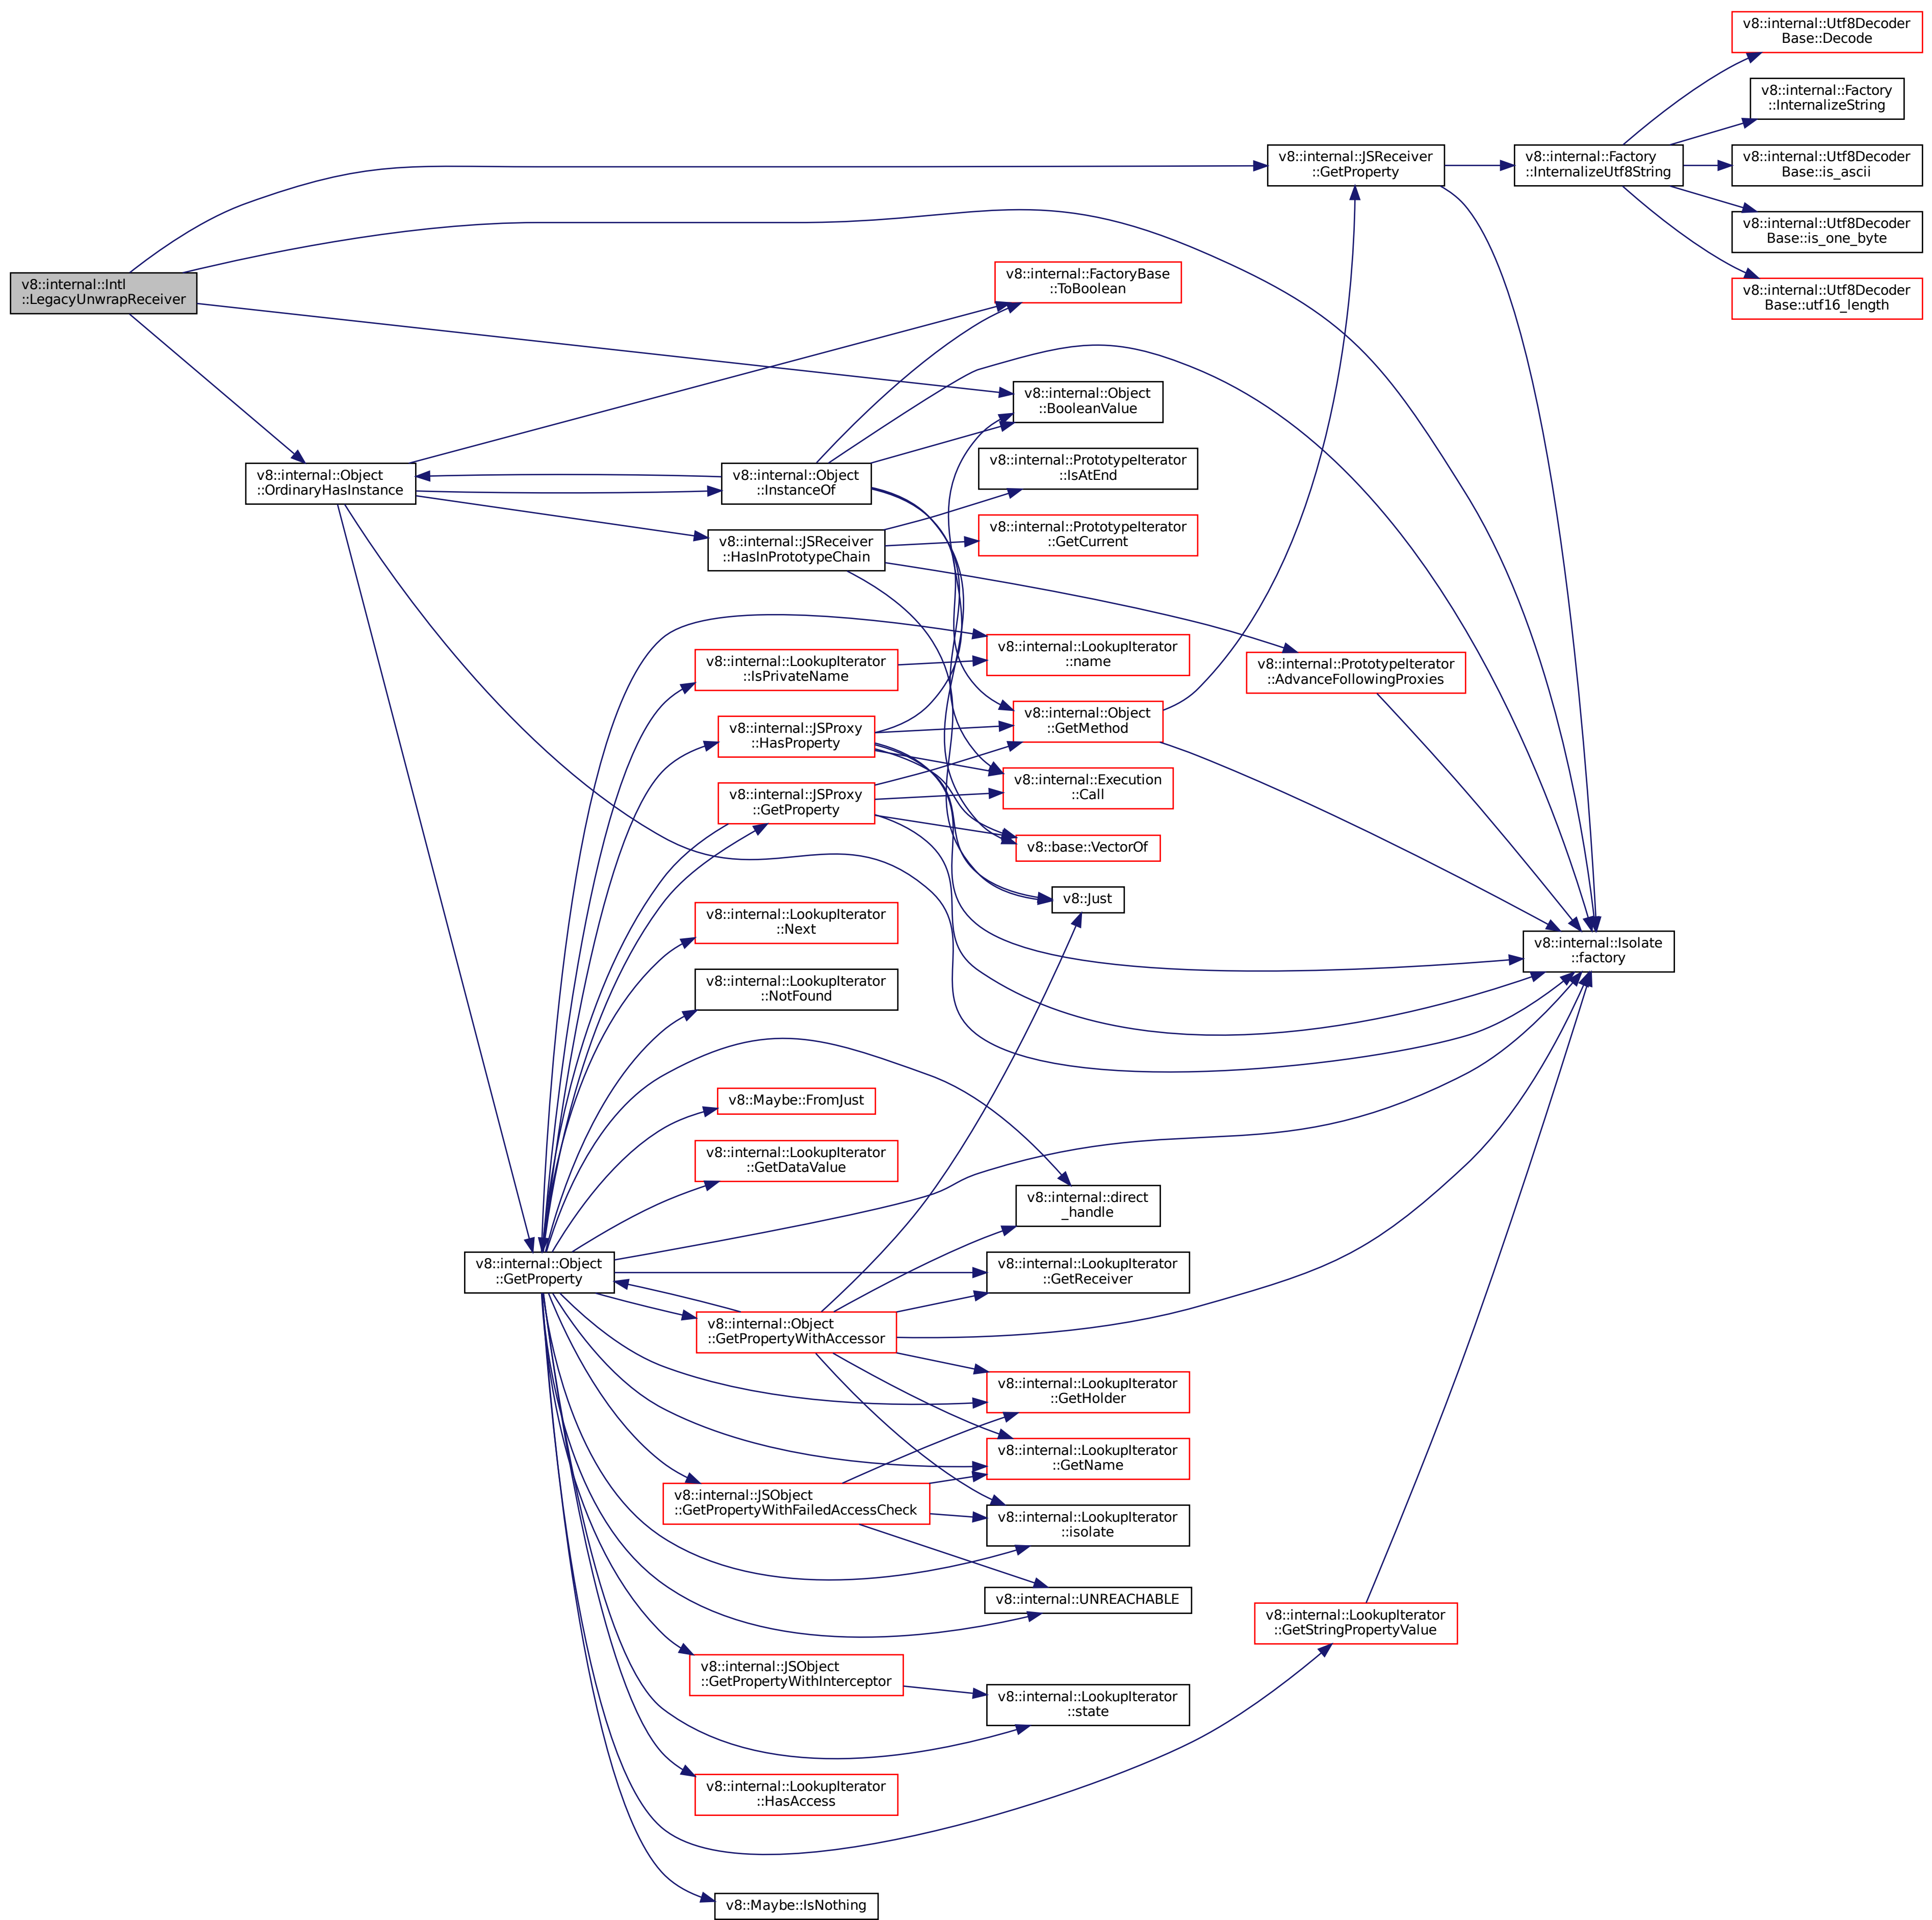 v8::internal::Utf8Decoder
Base::Decode
v8::internal::Factory
::InternalizeString
v8::internal::JSReceiver
::GetProperty
v8::internal::Factory
::InternalizeUtf8String
v8::internal::Utf8Decoder
Base::is_ascii
v8::internal::Utf8Decoder
Base::is_one_byte
v8::internal::Utf8Decoder
Base::utf16_length
v8::internal::Intl
::LegacyUnwrapReceiver
v8::internal::FactoryBase
::ToBoolean
v8::internal::Object
::BooleanValue
v8::internal::Object
::OrdinaryHasInstance
v8::internal::Object
::InstanceOf
v8::internal::PrototypeIterator
::IsAtEnd
v8::internal::JSReceiver
::HasInPrototypeChain
v8::internal::PrototypeIterator
::GetCurrent
v8::internal::LookupIterator
::name
v8::internal::LookupIterator
::IsPrivateName
v8::internal::PrototypeIterator
::AdvanceFollowingProxies
v8::internal::JSProxy
::HasProperty
v8::internal::Object
::GetMethod
v8::internal::JSProxy
::GetProperty
v8::internal::Execution
::Call
v8::base::VectorOf
v8::Just
v8::internal::LookupIterator
::Next
v8::internal::Isolate
::factory
v8::internal::LookupIterator
::NotFound
v8::Maybe::FromJust
v8::internal::LookupIterator
::GetDataValue
v8::internal::direct
_handle
v8::internal::Object
::GetProperty
v8::internal::LookupIterator
::GetReceiver
v8::internal::Object
::GetPropertyWithAccessor
v8::internal::LookupIterator
::GetHolder
v8::internal::LookupIterator
::GetName
v8::internal::JSObject
::GetPropertyWithFailedAccessCheck
v8::internal::LookupIterator
::isolate
v8::internal::UNREACHABLE
v8::internal::LookupIterator
::GetStringPropertyValue
v8::internal::JSObject
::GetPropertyWithInterceptor
v8::internal::LookupIterator
::state
v8::internal::LookupIterator
::HasAccess
v8::Maybe::IsNothing